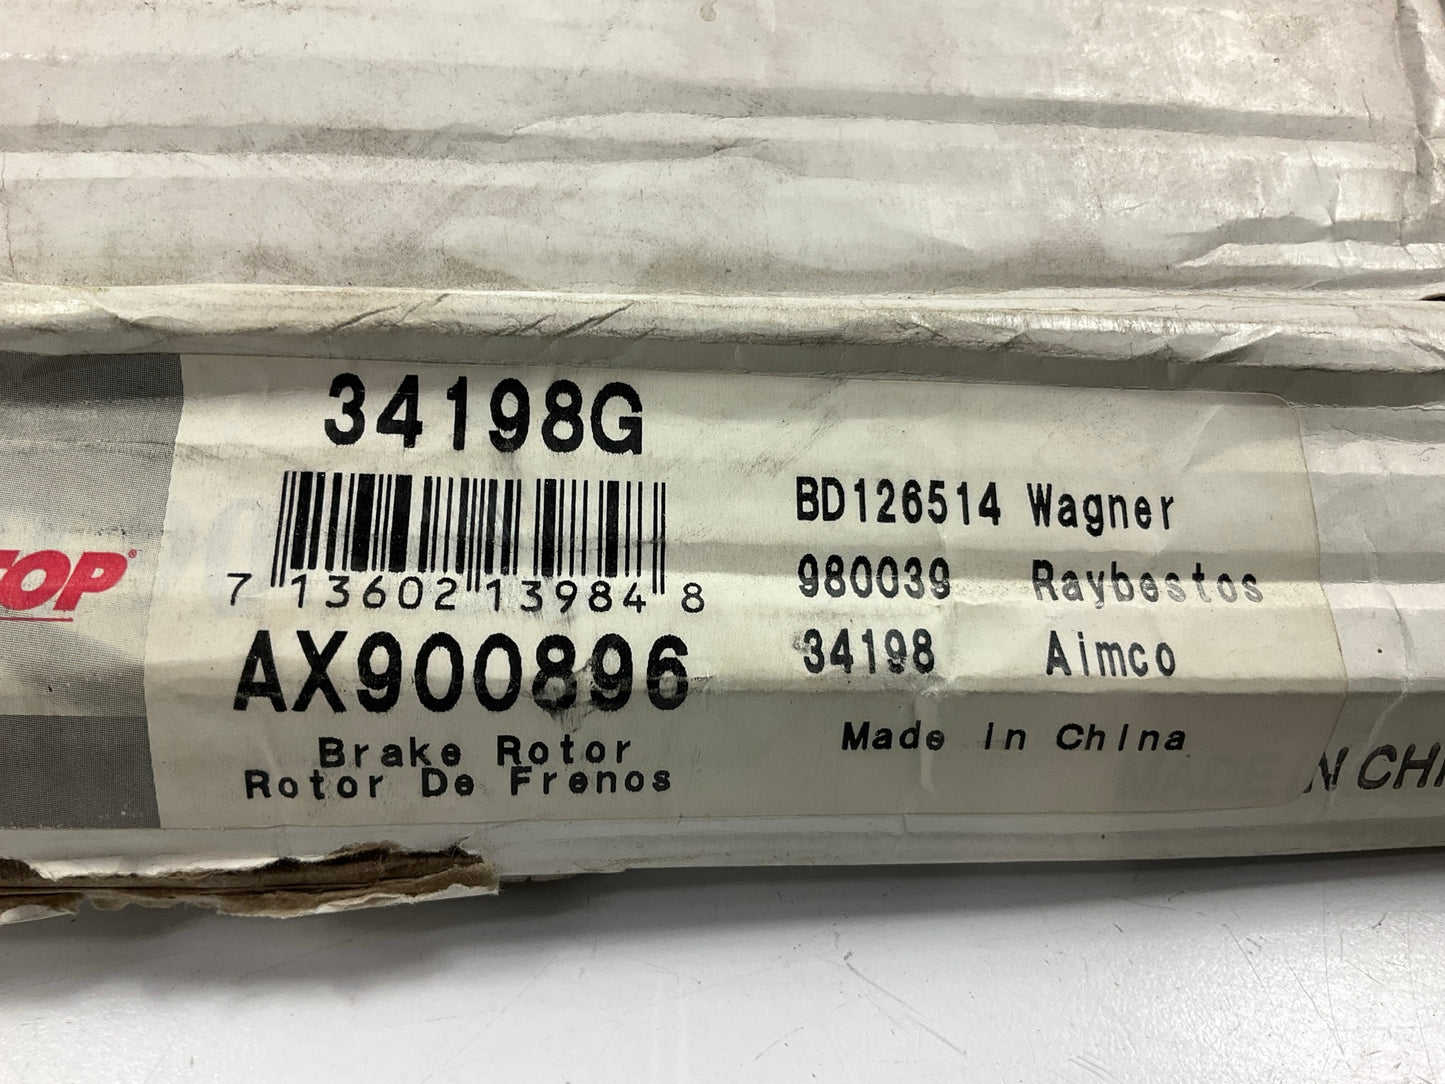 34198G
7 13602 13984 8
AX900896
Brake Rotor
Rotor De Frenos
TOP
BD126514 Wagner
980039 Raybestos
34198 Aimco
Made in China